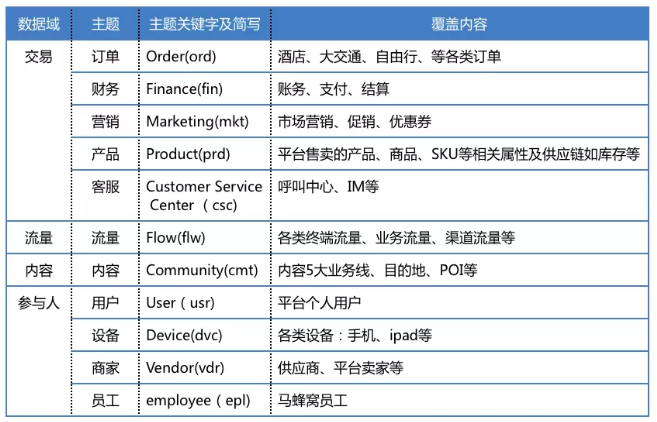 数据域 主题 主题关键字及简写 覆盖内容
交易 订单 Order(ord) 酒店、大交通、自由行、等各类订单
财务 Finance(fin) 账务、支付、结算
营销 Marketing(mkt) 市场营销、促销、优惠券
产品 Product(prd) 平台售卖的产品、商品、SKU等相关属性及供应链如库存等
客服 Customer Service 呼叫中心、IM等
Center（csc)
流量 流量 Flow(flw) 各类终端流量、业务流量、渠道流量等
内容 内容 Community(cmt) 内容5大业务线、目的地、POI等
参与人 用户 User（usr) 平台个人用户
设备 Device(dvc) 各类设备：手机、ipad等
商家 Vendor(vdr) 供应商、平台卖家等
员工 employee（epl) 马蜂窝员工